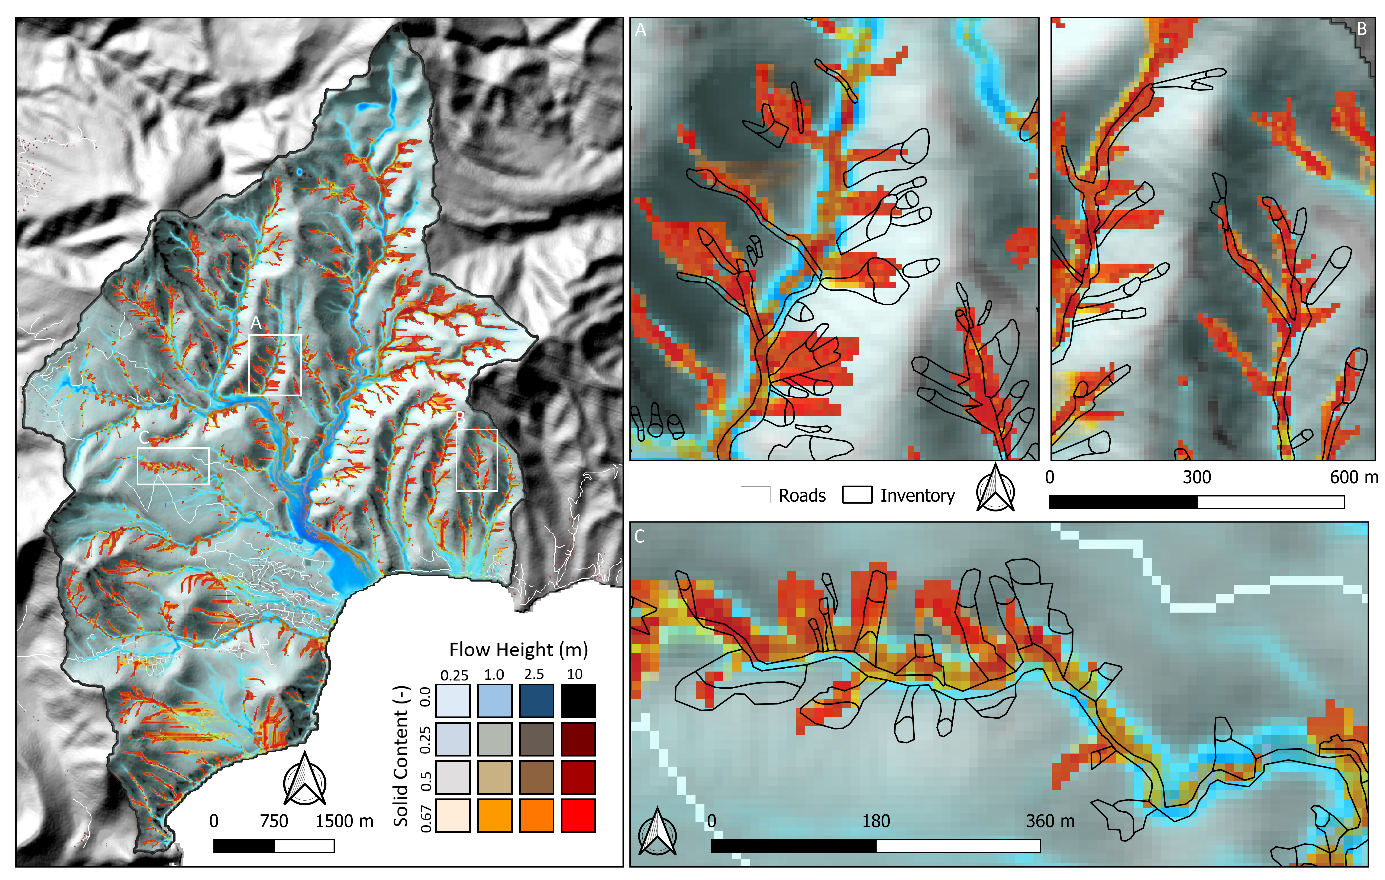 A
B
C
Flow Height (m)
0.25 1.0 2.5 10
Solid Content (-)
0.0
0.25
0.5
0.67
0 750 1500 m
A
B
Roads Inventory
0 300 600 m
C
0 180 360 m